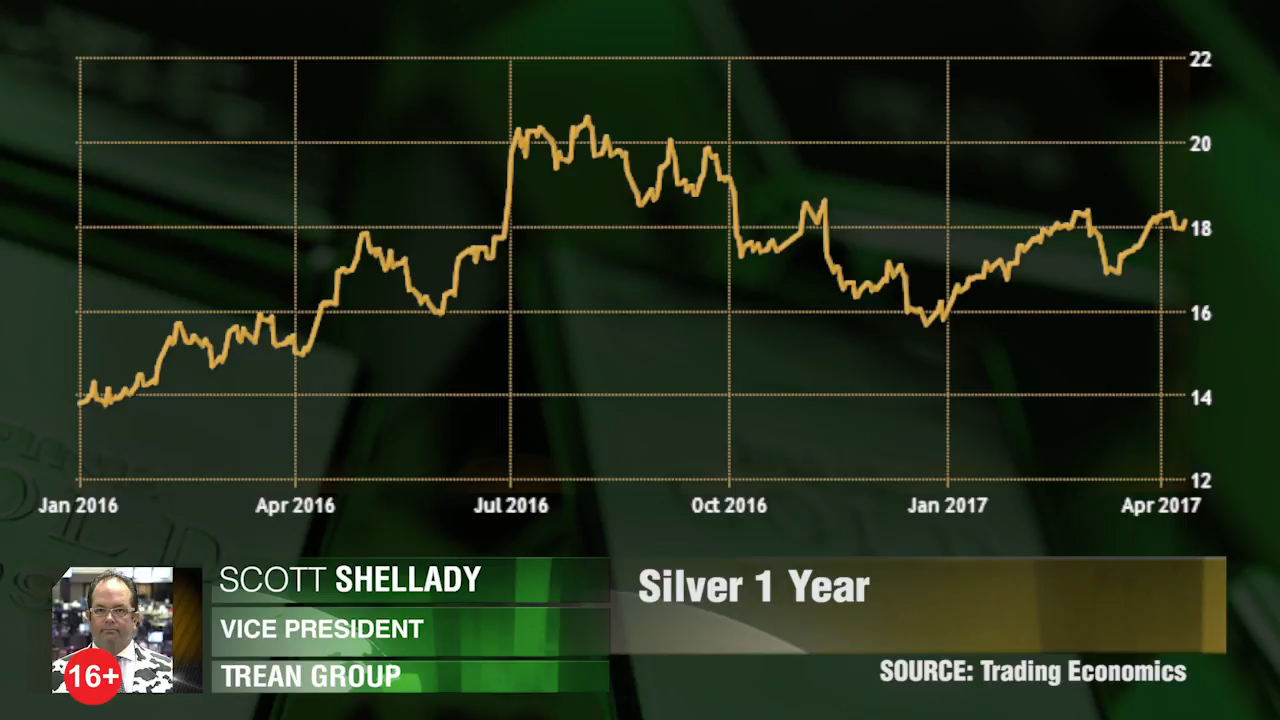 22
20
18
16
14
12
Jan 2016 Apr 2016 Jul 2016 Oct 2016 Jan 2017 Apr 2017
SCOTT SHELLADY
VICE PRESIDENT
TREAN GROUP
16+
Silver 1 Year
SOURCE: Trading Economics